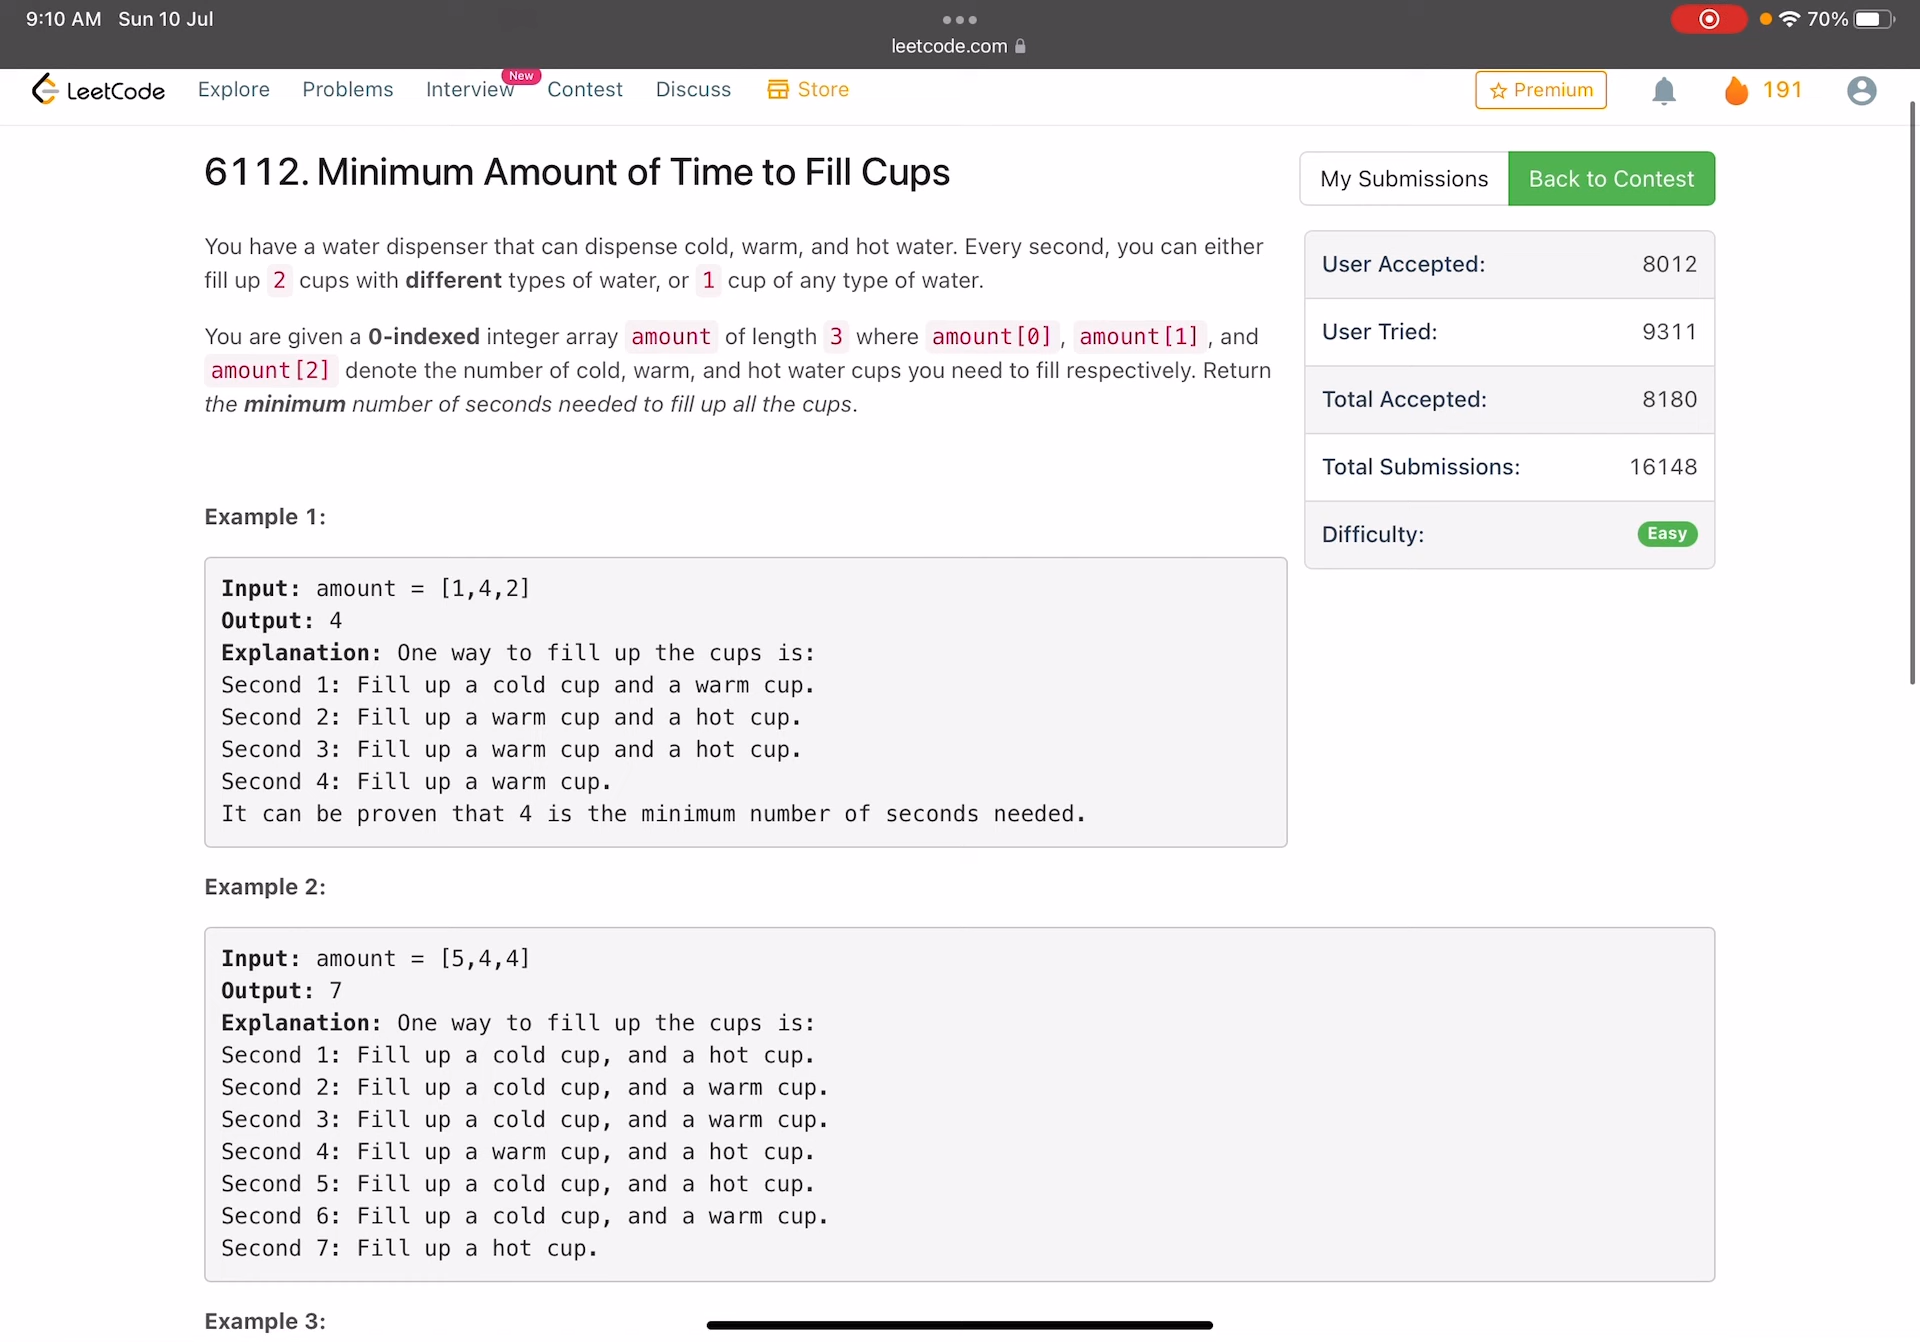 9:10 AM Sun 10 Jul
70%
leetcode.com
LeetCode Explore Problems Interview New Contest Discuss Store Premium 191
6112. Minimum Amount of Time to Fill Cups
My Submissions Back to Contest
You have a water dispenser that can dispense cold, warm, and hot water. Every second, you can either
fill up 2 cups with different types of water, or 1 cup of any type of water.
You are given a 0-indexed integer array amount of length 3 where amount[0], amount[1], and
amount[2] denote the number of cold, warm, and hot water cups you need to fill respectively. Return
the minimum number of seconds needed to fill up all the cups.
User Accepted: 8012
User Tried: 9311
Total Accepted: 8180
Total Submissions: 16148
Difficulty: Easy
Example 1:
Input: amount = [1,4,2]
Output: 4
Explanation: One way to fill up the cups is:
Second 1: Fill up a cold cup and a warm cup.
Second 2: Fill up a warm cup and a hot cup.
Second 3: Fill up a warm cup and a hot cup.
Second 4: Fill up a warm cup.
It can be proven that 4 is the minimum number of seconds needed.
Example 2:
Input: amount = [5,4,4]
Output: 7
Explanation: One way to fill up the cups is:
Second 1: Fill up a cold cup, and a hot cup.
Second 2: Fill up a cold cup, and a warm cup.
Second 3: Fill up a cold cup, and a warm cup.
Second 4: Fill up a warm cup, and a hot cup.
Second 5: Fill up a cold cup, and a hot cup.
Second 6: Fill up a cold cup, and a warm cup.
Second 7: Fill up a hot cup.
Example 3: